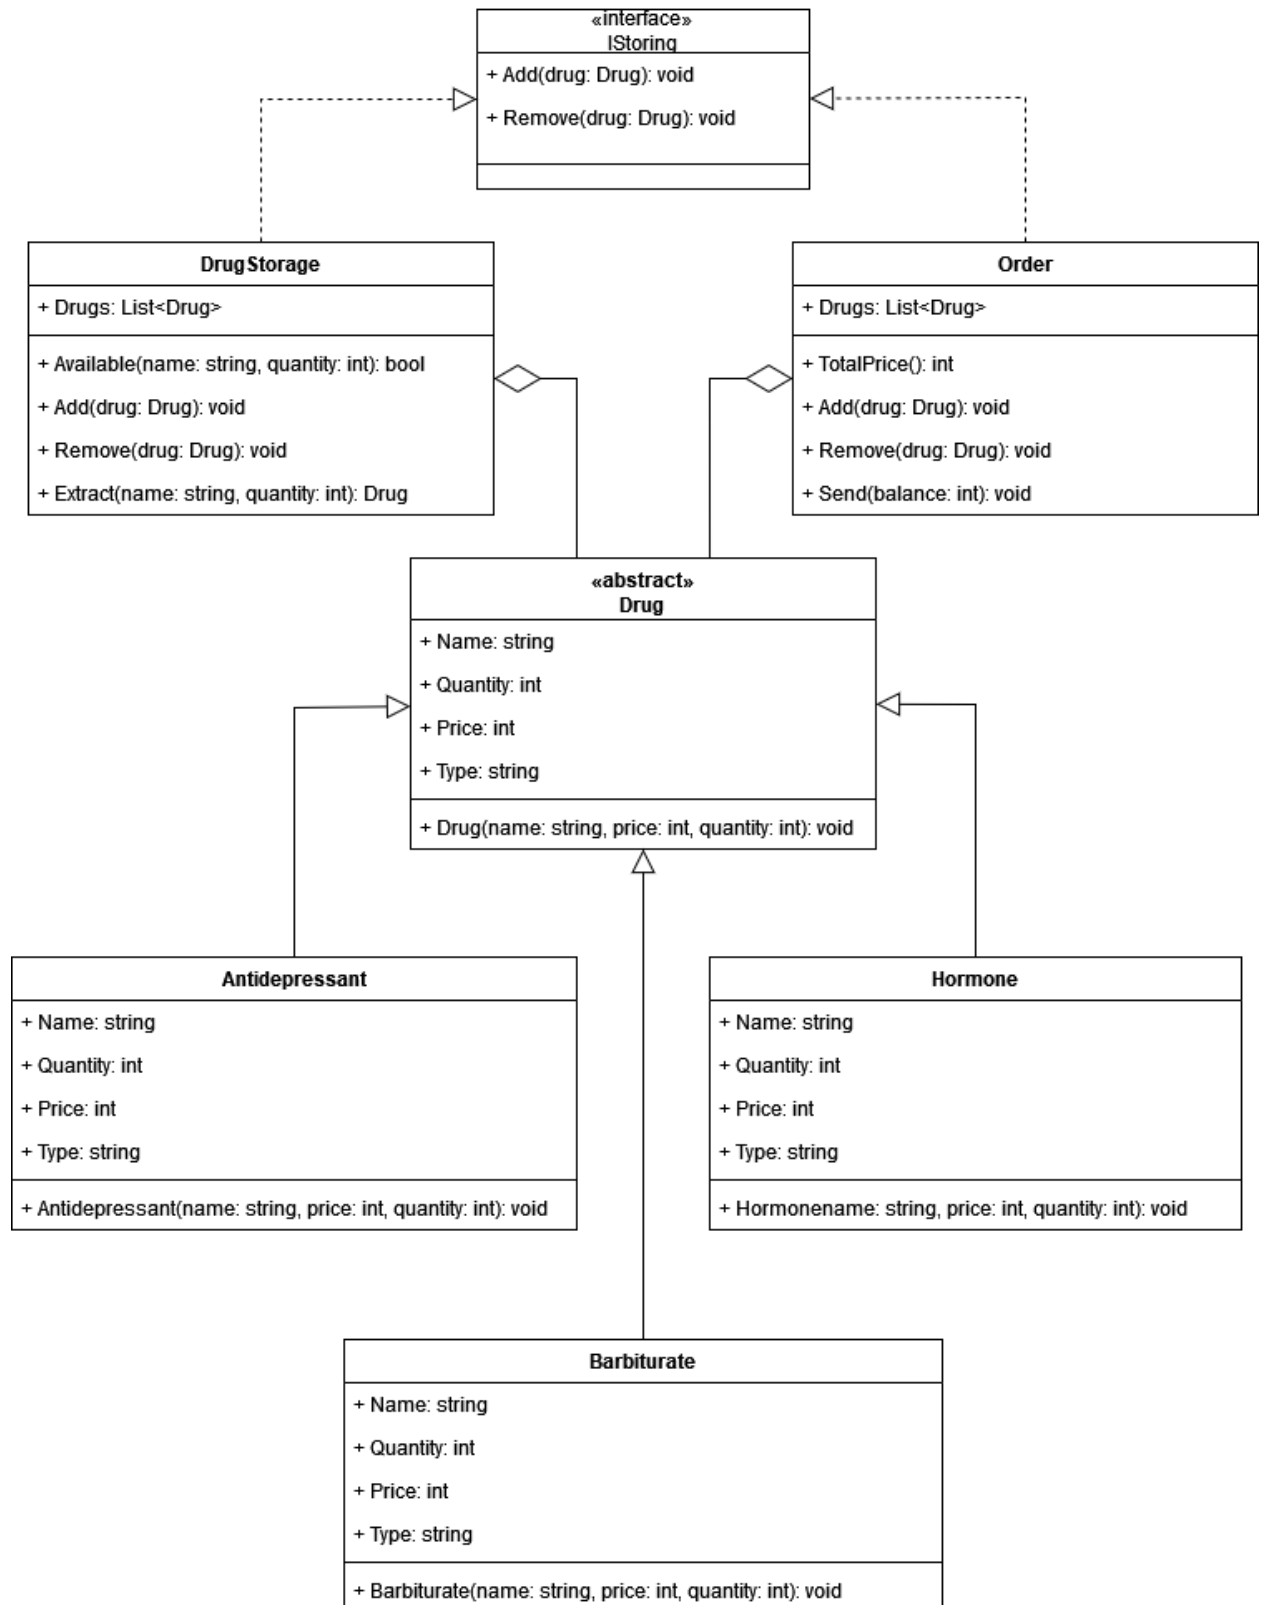 «interface»
IStoring
+ Add(drug: Drug): void
+ Remove(drug: Drug): void
DrugStorage
+ Drugs: List<Drug>
+ Available(name: string, quantity: int): bool
+ Add(drug: Drug): void
+ Remove(drug: Drug): void
+ Extract(name: string, quantity: int): Drug
Order
+ Drugs: List<Drug>
+ TotalPrice(): int
+ Add(drug: Drug): void
+ Remove(drug: Drug): void
+ Send(balance: int): void
«abstract»
Drug
+ Name: string
+ Quantity: int
+ Price: int
+ Type: string
+ Drug(name: string, price: int, quantity: int): void
Antidepressant
+ Name: string
+ Quantity: int
+ Price: int
+ Type: string
+ Antidepressant(name: string, price: int, quantity: int): void
Hormone
+ Name: string
+ Quantity: int
+ Price: int
+ Type: string
+ Hormonename: string, price: int, quantity: int): void
Barbiturate
+ Name: string
+ Quantity: int
+ Price: int
+ Type: string
+ Barbiturate(name: string, price: int, quantity: int): void